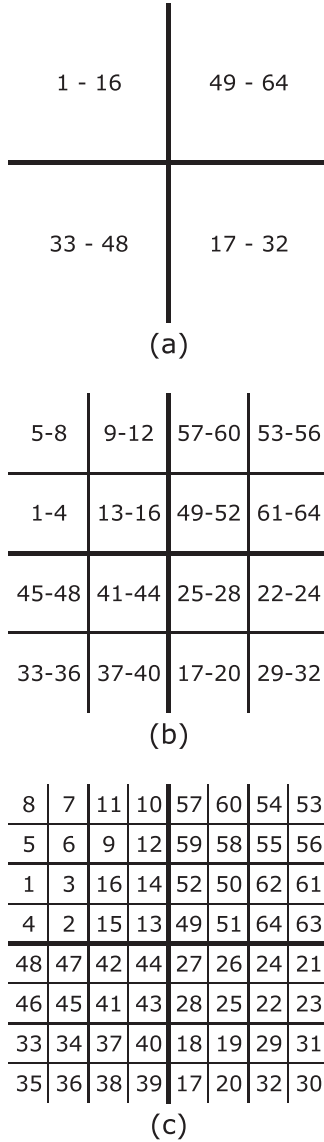 1 - 16 49 - 64
33 - 48 17 - 32
(a)
5-8 9-12 57-60 53-56
1-4 13-16 49-52 61-64
45-48 41-44 25-28 22-24
33-36 37-40 17-20 29-32
(b)
8 7 11 10 57 60 54 53
5 6 9 12 59 58 55 56
1 3 16 14 52 50 62 61
4 2 15 13 49 51 64 63
48 47 42 44 27 26 24 21
46 45 41 43 28 25 22 23
33 34 37 40 18 19 29 31
35 36 38 39 17 20 32 30
(c)